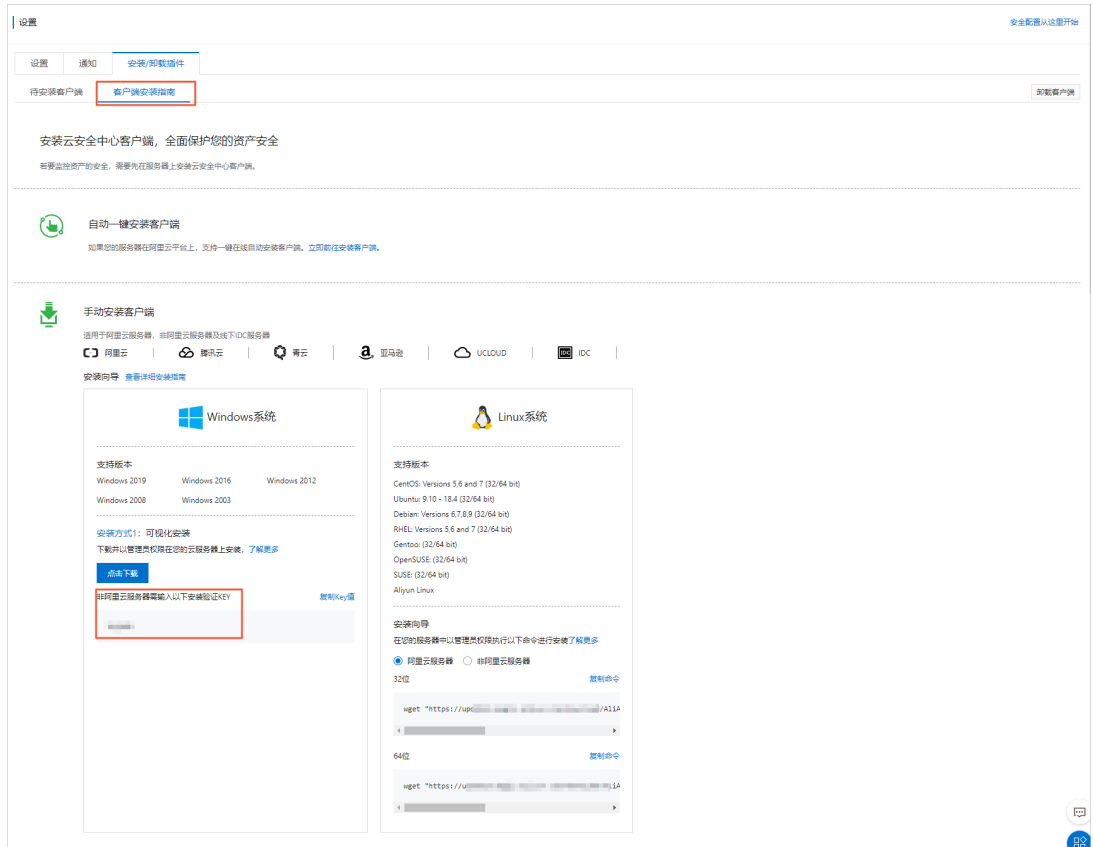 设置
安全配置从这里开始
设置 通知 安装/卸载插件
待安装客户端 客户端安装指南 卸载客户端
安装云安全中心客户端，全面保护您的资产安全
若要监控资产的安全，需要先在服务器上安装云安全中心客户端。
自动一键安装客户端
如果您的服务器在阿里云平台上，支持一键在线自动安装客户端。立即前往安装客户端。
手动安装客户端
适用于阿里云服务器、非阿里云服务器及线下IDC服务器
阿里云 腾讯云 青云 亚马逊 UCLOUD IDC IDC
安装向导 查看详细安装指南
Windows系统
支持版本
Windows 2019 Windows 2016 Windows 2012
Windows 2008 Windows 2003
安装方式1：可视化安装
下载并以管理员权限在您的云服务器上安装，了解更多
点击下载
非阿里云服务器需输入以下安装验证KEY 复制Key值
Linux系统
支持版本
CentOS: Versions 5,6 and 7 (32/64 bit)
Ubuntu: 9.10 - 18.4 (32/64 bit)
Debian: Versions 6,7,8,9 (32/64 bit)
RHEL: Versions 5,6 and 7 (32/64 bit)
Gentoo: (32/64 bit)
OpenSUSE: (32/64 bit)
SUSE: (32/64 bit)
Aliyun Linux
安装向导
在您的服务器中以管理员权限执行以下命令进行安装了解更多
阿里云服务器 非阿里云服务器
32位 复制命令
wget "https://upd /AliA
64位 复制命令
wget "https://u iA